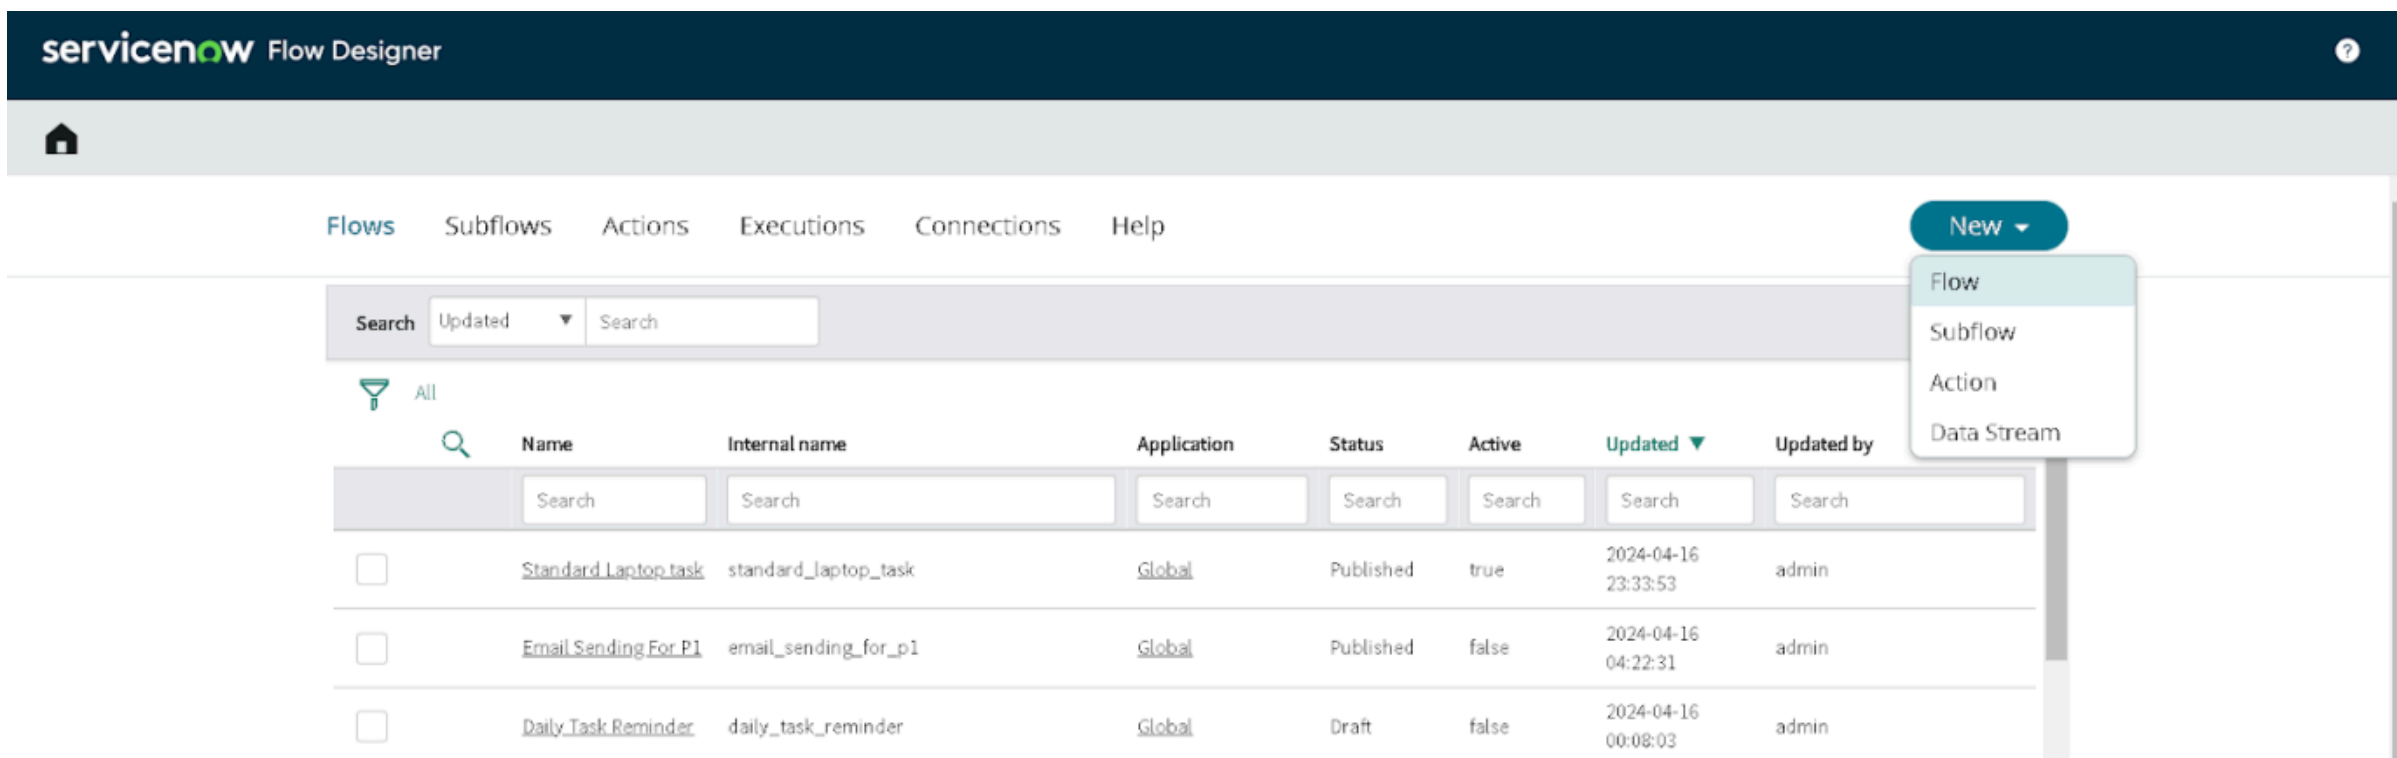 servicenow Flow Designer
?
Flows Subflows Actions Executions Connections Help New
Flow
Search Updated Search
Subflow
All
Action
Data Stream
Name Internal name Application Status Active Updated Updated by
Search Search Search Search Search Search Search
Standard Laptop task standard_laptop_task Global Published true 2024-04-16 23:33:53 admin
Email Sending For P1 email_sending_for_p1 Global Published false 2024-04-16 04:22:31 admin
Daily Task Reminder daily_task_reminder Global Draft false 2024-04-16 00:08:03 admin